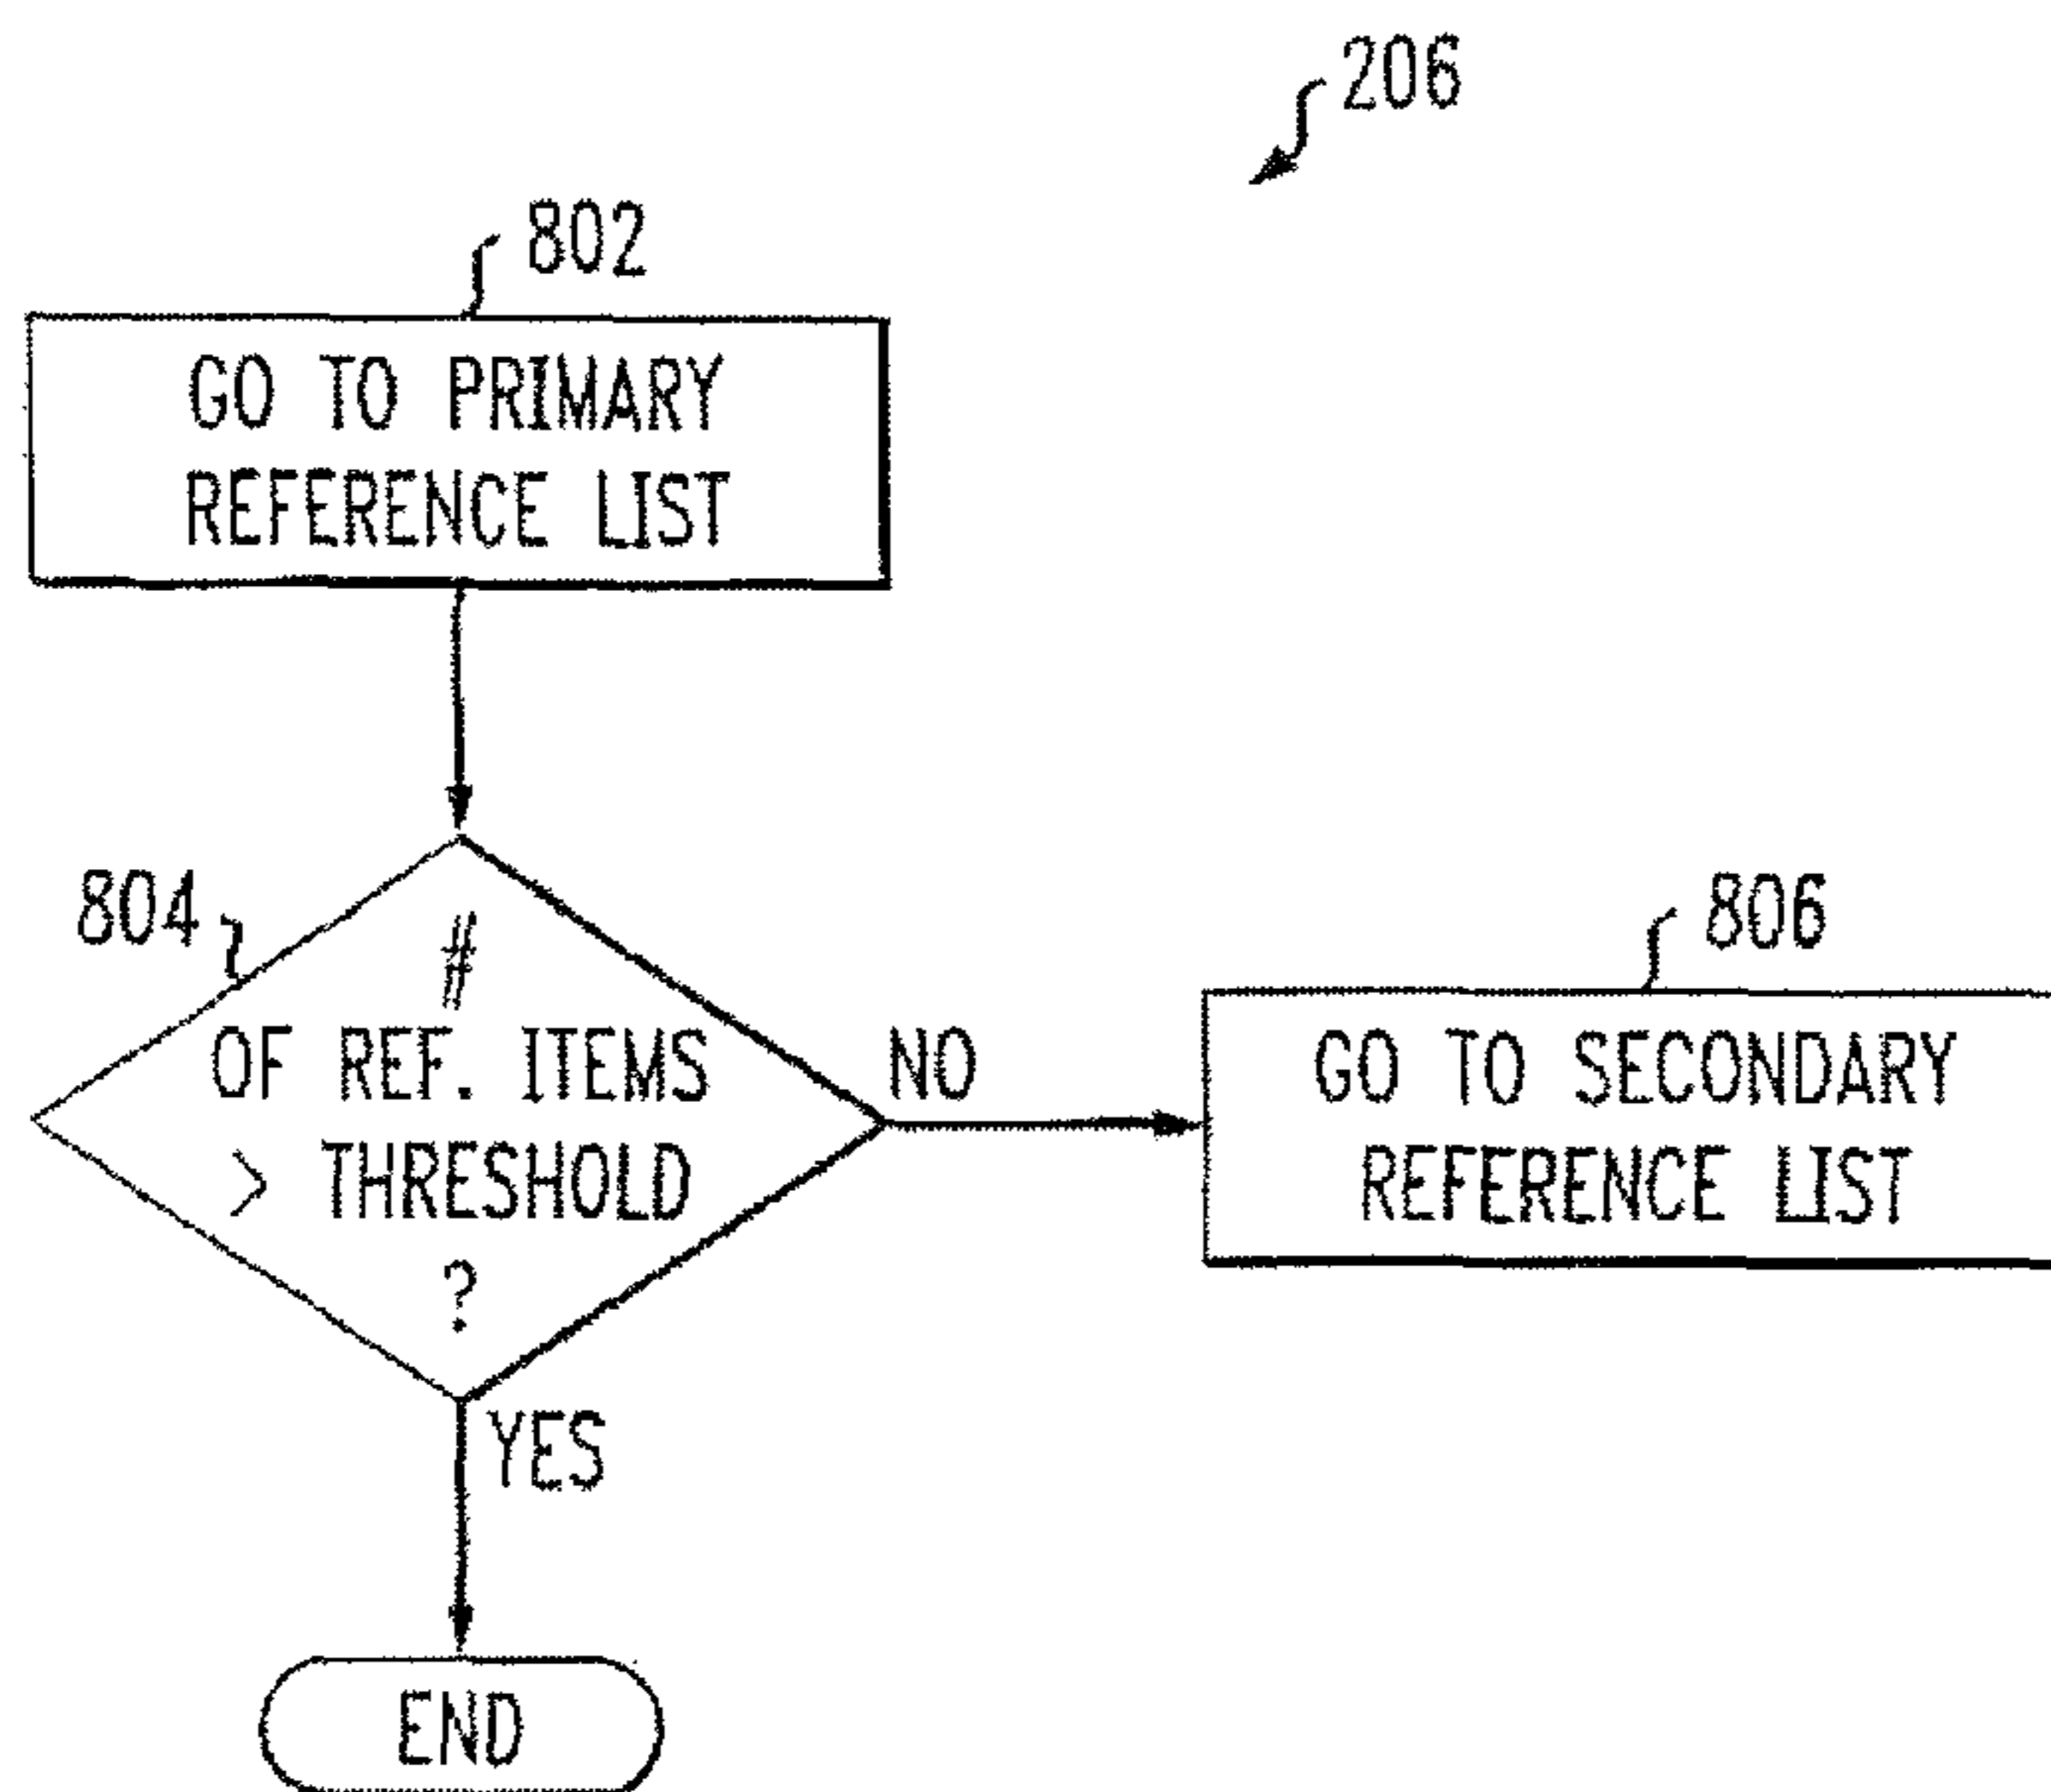 206
802
GO TO PRIMARY
REFERENCE LIST
804
#
OF REF. ITEMS
> THRESHOLD
?
NO
806
GO TO SECONDARY
REFERENCE LIST
YES
END